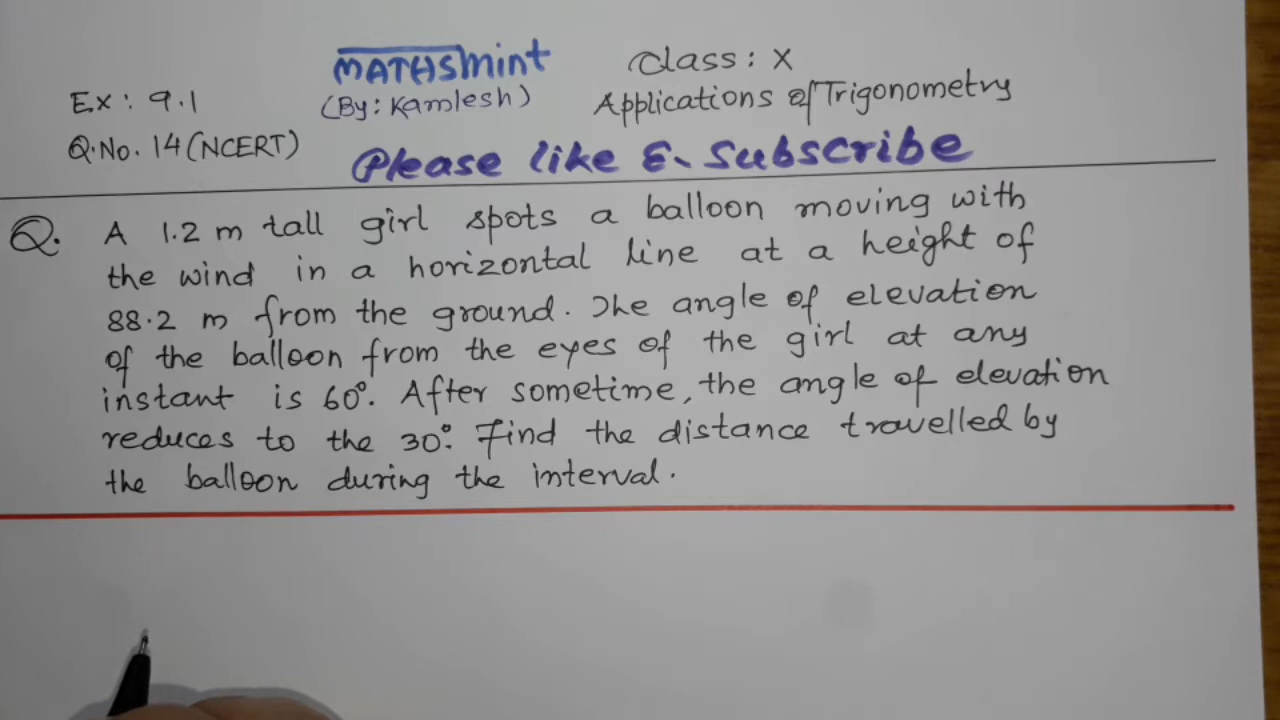 MATHSmint
Class: X
Ex: 9.1
(By: Kamlesh)
Applications of Trigonometry
Q.No. 14 (NCERT)
Please like & Subscribe
Q. A 1.2 m tall girl spots a balloon moving with
the wind in a horizontal line at a height of
88.2 m from the ground. The angle of elevation
of the balloon from the eyes of the girl at any
instant is 60°. After sometime, the angle of elevation
reduces to the 30°. Find the distance travelled by
the balloon during the interval.